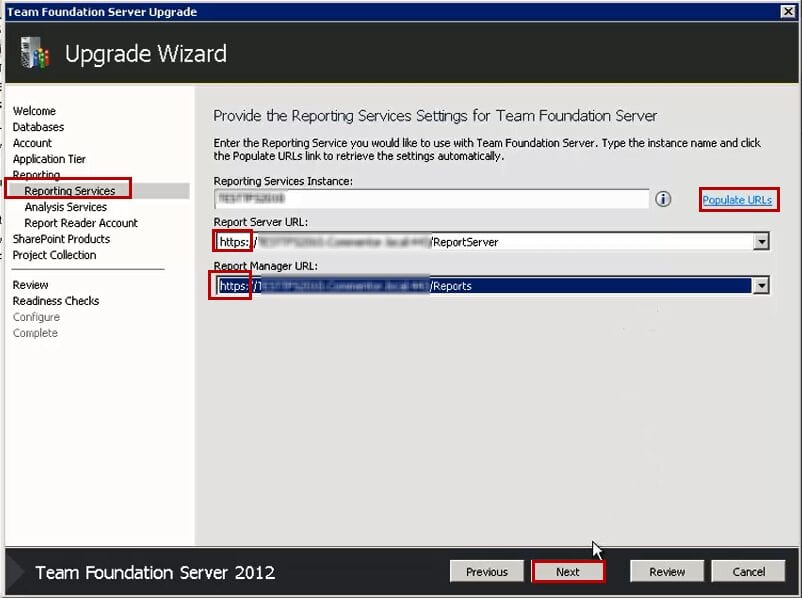 Team Foundation Server Upgrade
Upgrade Wizard
Welcome
Databases
Account
Application Tier
Reporting
Reporting Services
Analysis Services
Report Reader Account
SharePoint Products
Project Collection
Review
Readiness Checks
Configure
Complete
Provide the Reporting Services Settings for Team Foundation Server
Enter the Reporting Service you would like to use with Team Foundation Server. Type the instance name and click
the Populate URLs link to retrieve the settings automatically.
Reporting Services Instance:
Populate URLs
Report Server URL:
https:/ /ReportServer
Report Manager URL:
https:// /Reports
Team Foundation Server 2012
Previous
Next
Review
Cancel